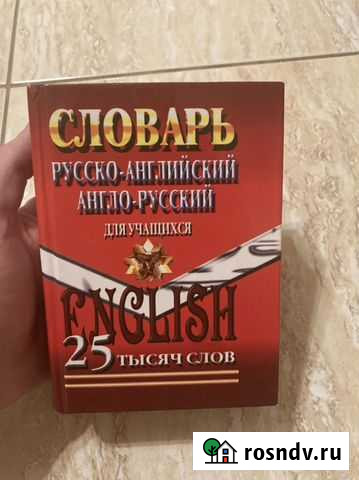 СЛОВАРЬ
РУССКО-АНГЛИЙСКИЙ
АНГЛО-РУССКИЙ
ДЛЯ УЧАЩИХСЯ
ENGLISH
25 ТЫСЯЧ СЛОВ
rosndv.ru